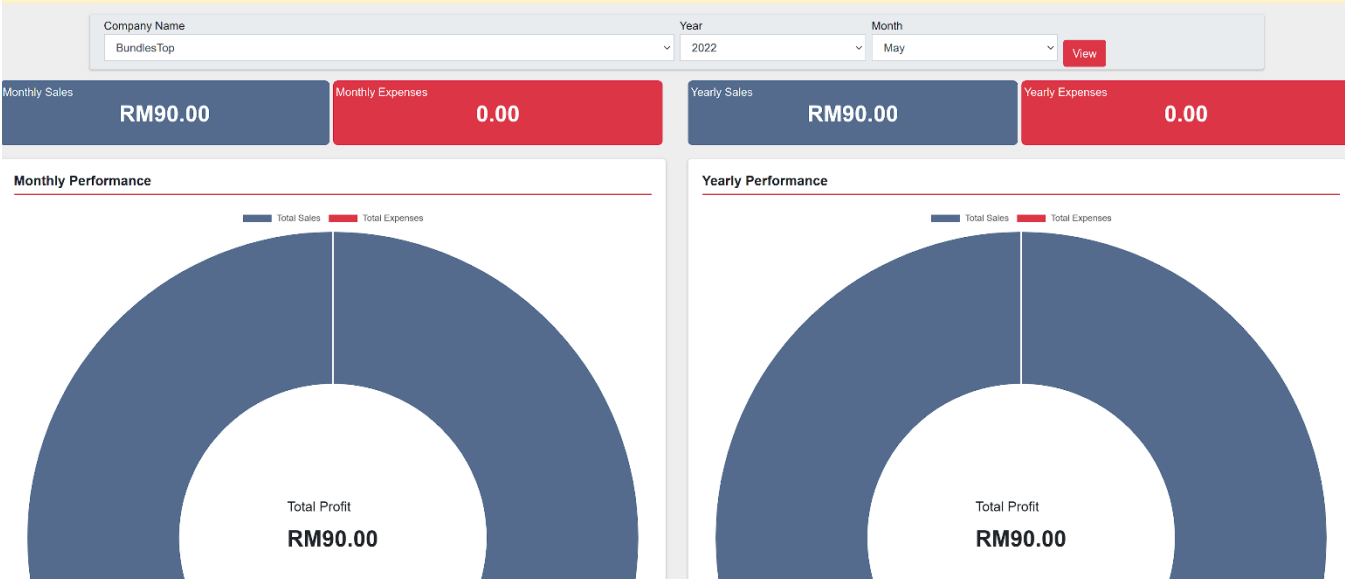 Company Name
Year
Month
BundlesTop
2022
May
View
Monthly Sales
RM90.00
Monthly Expenses
0.00
Yearly Sales
RM90.00
Yearly Expenses
0.00
Monthly Performance
Total Sales Total Expenses
Total Profit
RM90.00
Yearly Performance
Total Sales Total Expenses
Total Profit
RM90.00